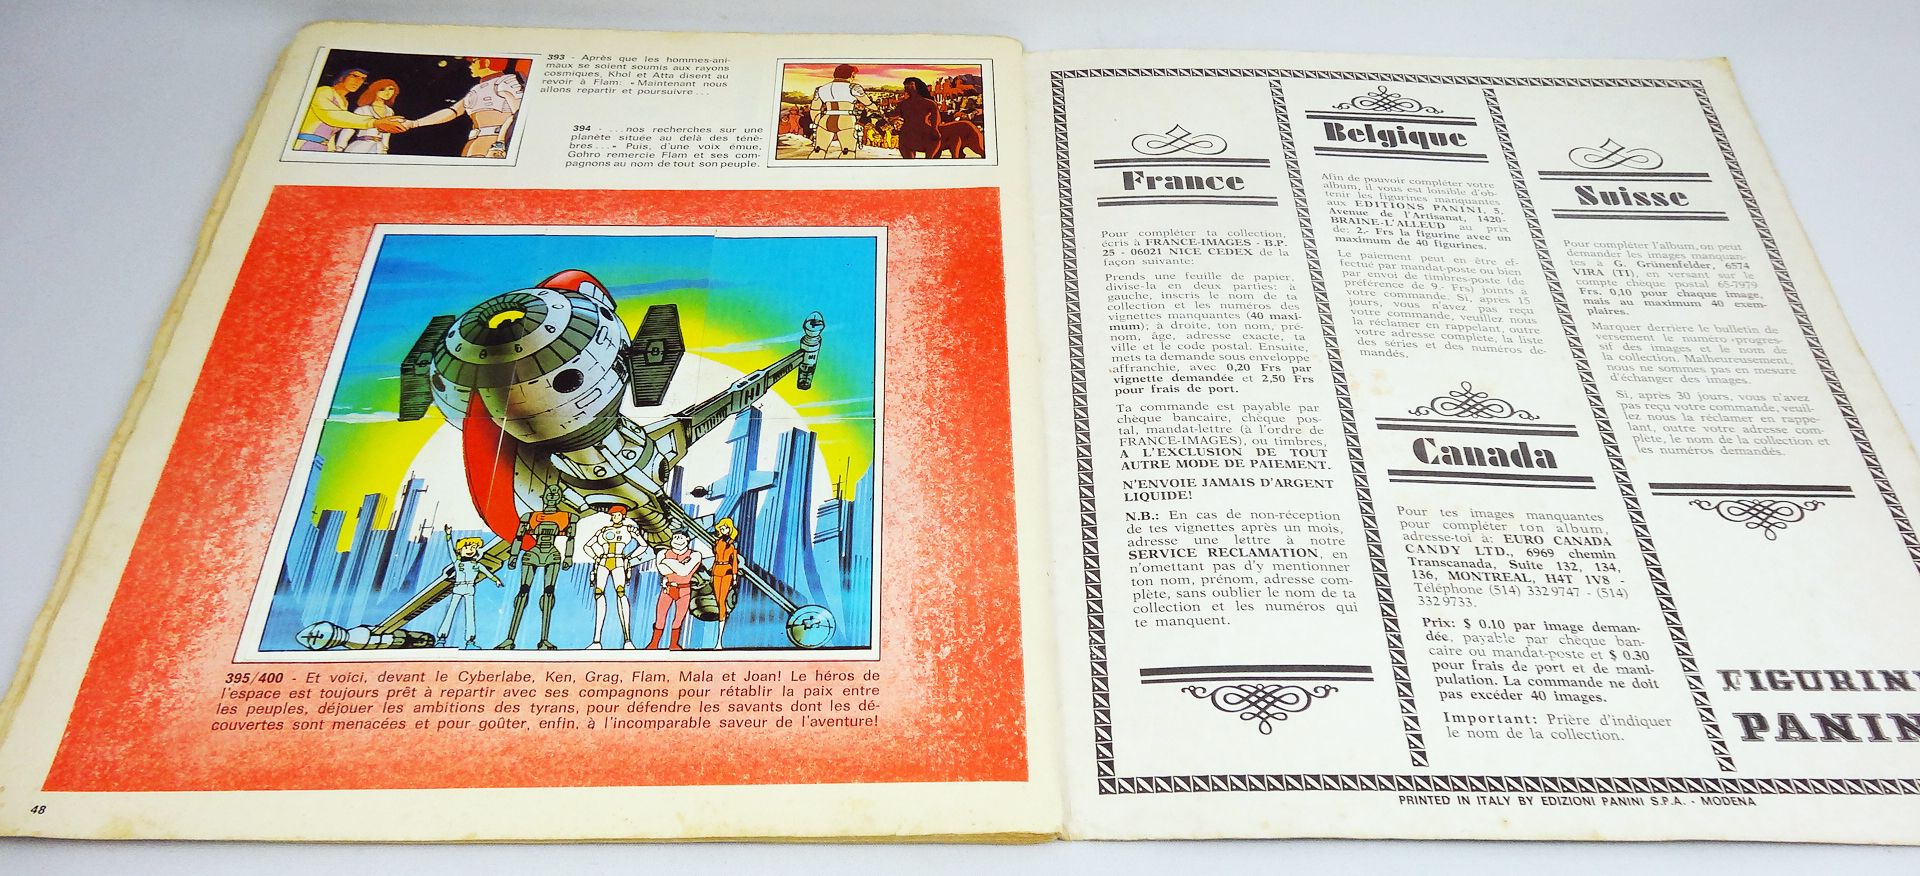 393 - Après que les hommes-ani-
maux se soient soumis aux rayons
cosmiques, Khol et Atta disent au
revoir à Flam: « Maintenant nous
allons repartir et poursuivre ...
394 - ... nos recherches sur une
planète située au delà des ténè-
bres ... » Puis, d'une voix émue,
Gohro remercie Flam et ses com-
pagnons au nom de tout son peuple.
395/400 - Et voici, devant le Cyberlabe, Ken, Grag, Flam, Mala et Joan! Le héros de
l'espace est toujours prêt à repartir avec ses compagnons pour rétablir la paix entre
les peuples, déjouer les ambitions des tyrans, pour défendre les savants dont les dé-
couvertes sont menacées et pour goûter, enfin, à l'incomparable saveur de l'aventure!
48
France
Pour compléter ta collection,
écris à FRANCE-IMAGES - B.P.
25 - 06021 NICE CEDEX de la
façon suivante:
Prends une feuille de papier,
divise-la en deux parties: à
gauche, inscris le nom de ta
collection et les numéros des
vignettes manquantes (40 maxi-
mum); à droite, ton nom, pré-
nom, âge, adresse exacte, ta
ville et le code postal. Ensuite,
mets ta demande sous enveloppe
affranchie, avec 0,20 Frs par
vignette demandée et 2,50 Frs
pour frais de port.
Ta commande est payable par
chèque bancaire, chèque pos-
tal, mandat-lettre (à l'ordre de
FRANCE-IMAGES), ou timbres,
A L'EXCLUSION DE TOUT
AUTRE MODE DE PAIEMENT.
N'ENVOIE JAMAIS D'ARGENT
LIQUIDE!
N.B.: En cas de non-réception
de tes vignettes après un mois,
adresse une lettre à notre
SERVICE RECLAMATION, en
n'omettant pas d'y mentionner
ton nom, prénom, adresse com-
plète, sans oublier le nom de ta
collection et les numéros qui
te manquent.
Belgique
Afin de pouvoir compléter votre
album, il vous est loisible d'ob-
tenir les figurines manquantes
aux EDITIONS PANINI, 5,
Avenue de l'Artisanat, 1420-
BRAINE-L'ALLEUD au prix
de: 2.- Frs la figurine avec un
maximum de 40 figurines.
Le paiement peut en être ef-
fectué par mandat-poste ou bien
par envoi de timbres-poste (de
préférence de 9.- Frs) joints à
votre commande. Si, après 15
jours, vous n'avez pas reçu
votre commande, veuillez nous
la réclamer en rappelant, outre
votre adresse complète, la liste
des séries et des numéros de-
mandés.
Canada
Pour tes images manquantes
pour compléter ton album,
adresse-toi à: EURO CANADA
CANDY LTD., 6969 chemin
Transcanada, Suite 132, 134,
136, MONTREAL, H4T 1V8 -
Téléphone (514) 332 9747 - (514)
332 9733.
Prix: $ 0.10 par image deman-
dée, payable par chèque ban-
caire ou mandat-poste et $ 0.30
pour frais de port et de mani-
pulation. La commande ne doit
pas excéder 40 images.
Important: Prière d'indiquer
le nom de la collection.
Suisse
Pour compléter l'album, on peut
demander les images manquan-
tes à G. Grünenfelder, 6574
VIRA (TI), en versant sur le
compte chèque postal 65-7979
Frs. 0,10 pour chaque image,
mais au maximum 40 exem-
plaires.
Marquer derrière le bulletin de
versement le numéro progres-
sif des images et le nom de
la collection. Malheureusement,
nous ne sommes pas en mesure
d'échanger des images.
Si, après 30 jours, vous n'avez
pas reçu votre commande, veuil-
lez nous la réclamer en rappe-
lant, outre votre adresse com-
plète, le nom de la collection et
les numéros demandés.
FIGURIN
PANIN
PRINTED IN ITALY BY EDIZIONI PANINI S.P.A. - MODENA